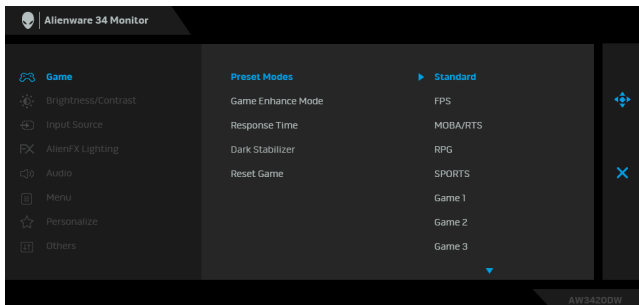 Alienware 34 Monitor
Game
Preset Modes
Standard
Brightness/Contrast
Game Enhance Mode
FPS
Input Source
Response Time
MOBA/RTS
FX AlienFX Lighting
Dark Stabilizer
RPG
Audio
Reset Game
SPORTS
Menu
Game 1
Personalize
Game 2
Others
Game 3
AW3420DW